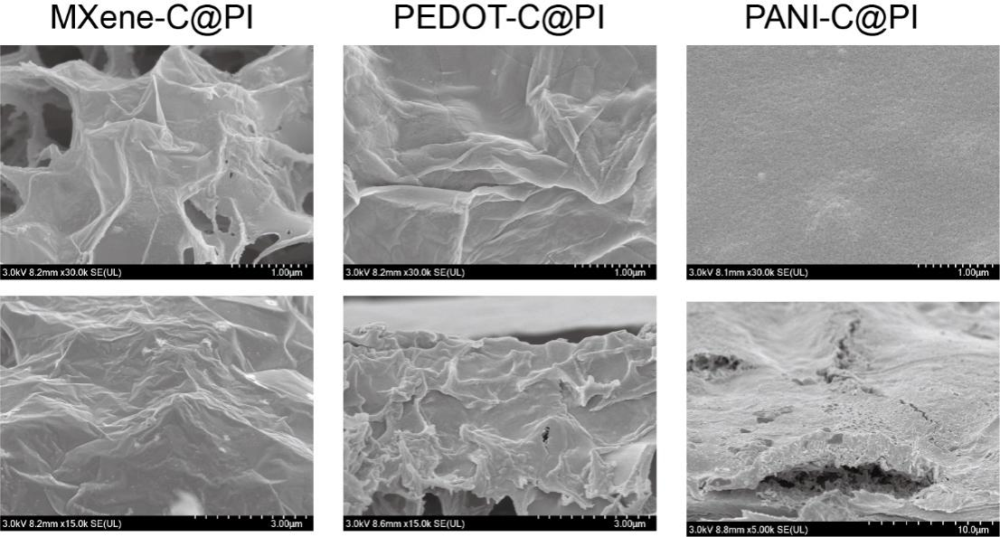 MXene-C@PI PEDOT-C@PI PANI-C@PI
3.0kV 8.2mm x30.0k SE(UL) 1.00µm
3.0kV 8.2mm x30.0k SE(UL) 1.00µm
3.0kV 8.1mm x30.0k SE(UL) 1.00µm
3.0kV 8.2mm x15.0k SE(UL) 3.00µm
3.0kV 8.6mm x15.0k SE(UL) 3.00µm
3.0kV 8.8mm x5.00k SE(UL) 10.0µm